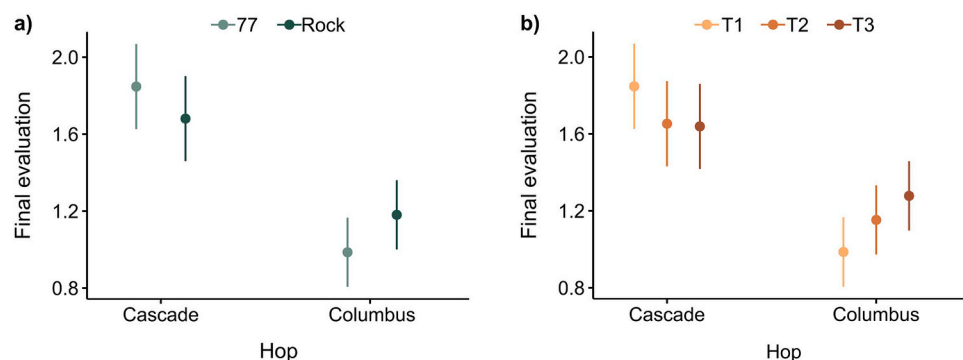 a)
77 Rock
Final evaluation
2.0
1.6
1.2
0.8
Cascade Columbus
Hop
b)
T1 T2 T3
Final evaluation
2.0
1.6
1.2
0.8
Cascade Columbus
Hop